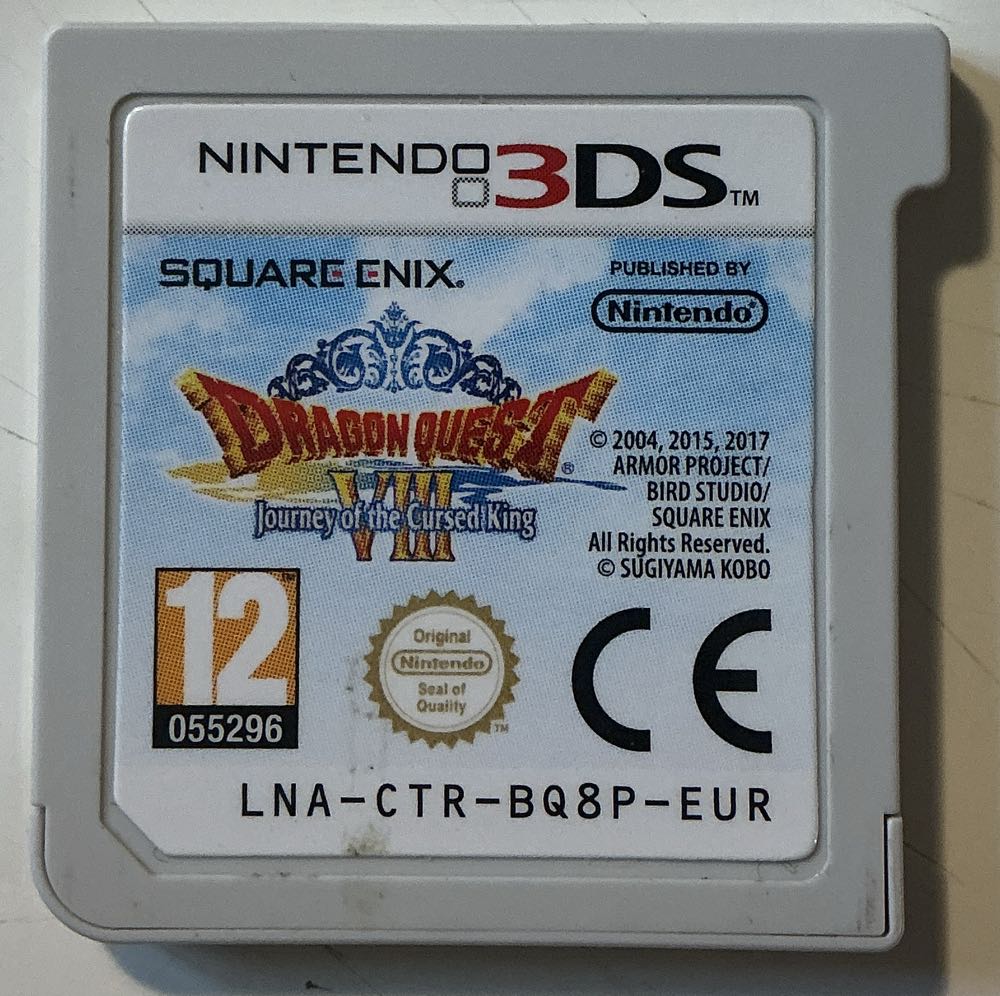 NINTENDO 3DS™
SQUARE ENIX®
PUBLISHED BY
Nintendo®
DRAGON QUEST®
VIII
Journey of the Cursed King
© 2004, 2015, 2017
ARMOR PROJECT/
BIRD STUDIO/
SQUARE ENIX
All Rights Reserved.
© SUGIYAMA KOBO
12™
055296
Original
Nintendo
Seal of
Quality
™
CE
LNA-CTR-BQ8P-EUR